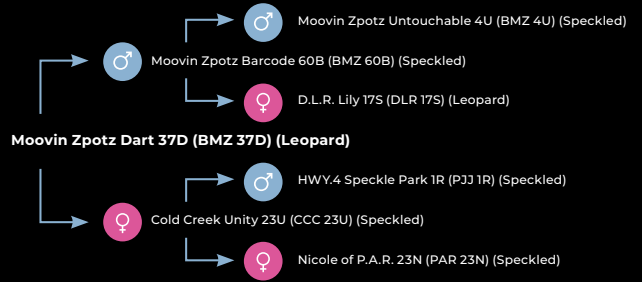 Moovin Zpotz Untouchable 4U (BMZ 4U) (Speckled)
Moovin Zpotz Barcode 60B (BMZ 60B) (Speckled)
D.L.R. Lily 17S (DLR 17S) (Leopard)
Moovin Zpotz Dart 37D (BMZ 37D) (Leopard)
HWY.4 Speckle Park 1R (PJJ 1R) (Speckled)
Cold Creek Unity 23U (CCC 23U) (Speckled)
Nicole of P.A.R. 23N (PAR 23N) (Speckled)